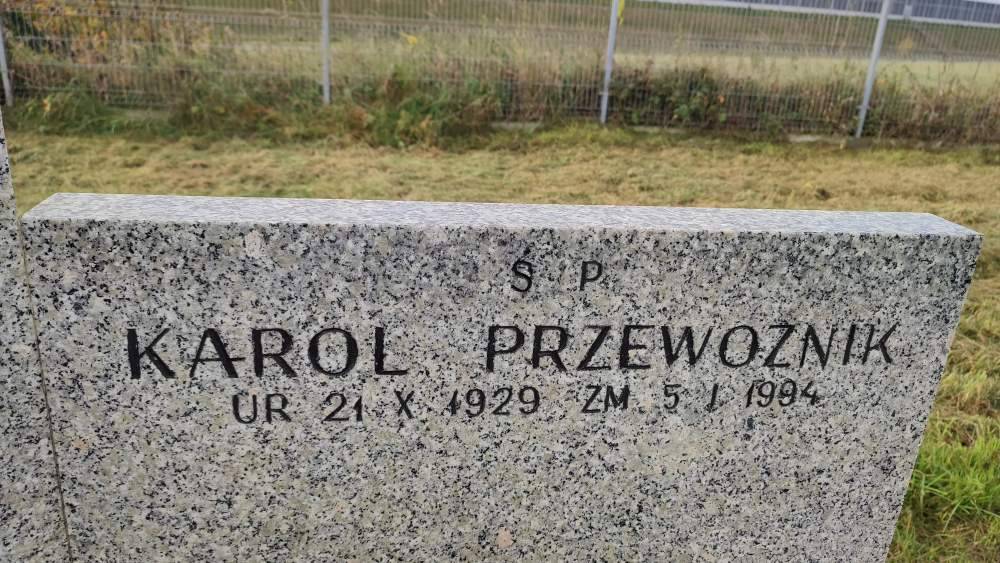 S P
KAROL PRZEWOZNIK
UR 21 X 1929 ZM 5 I 1994